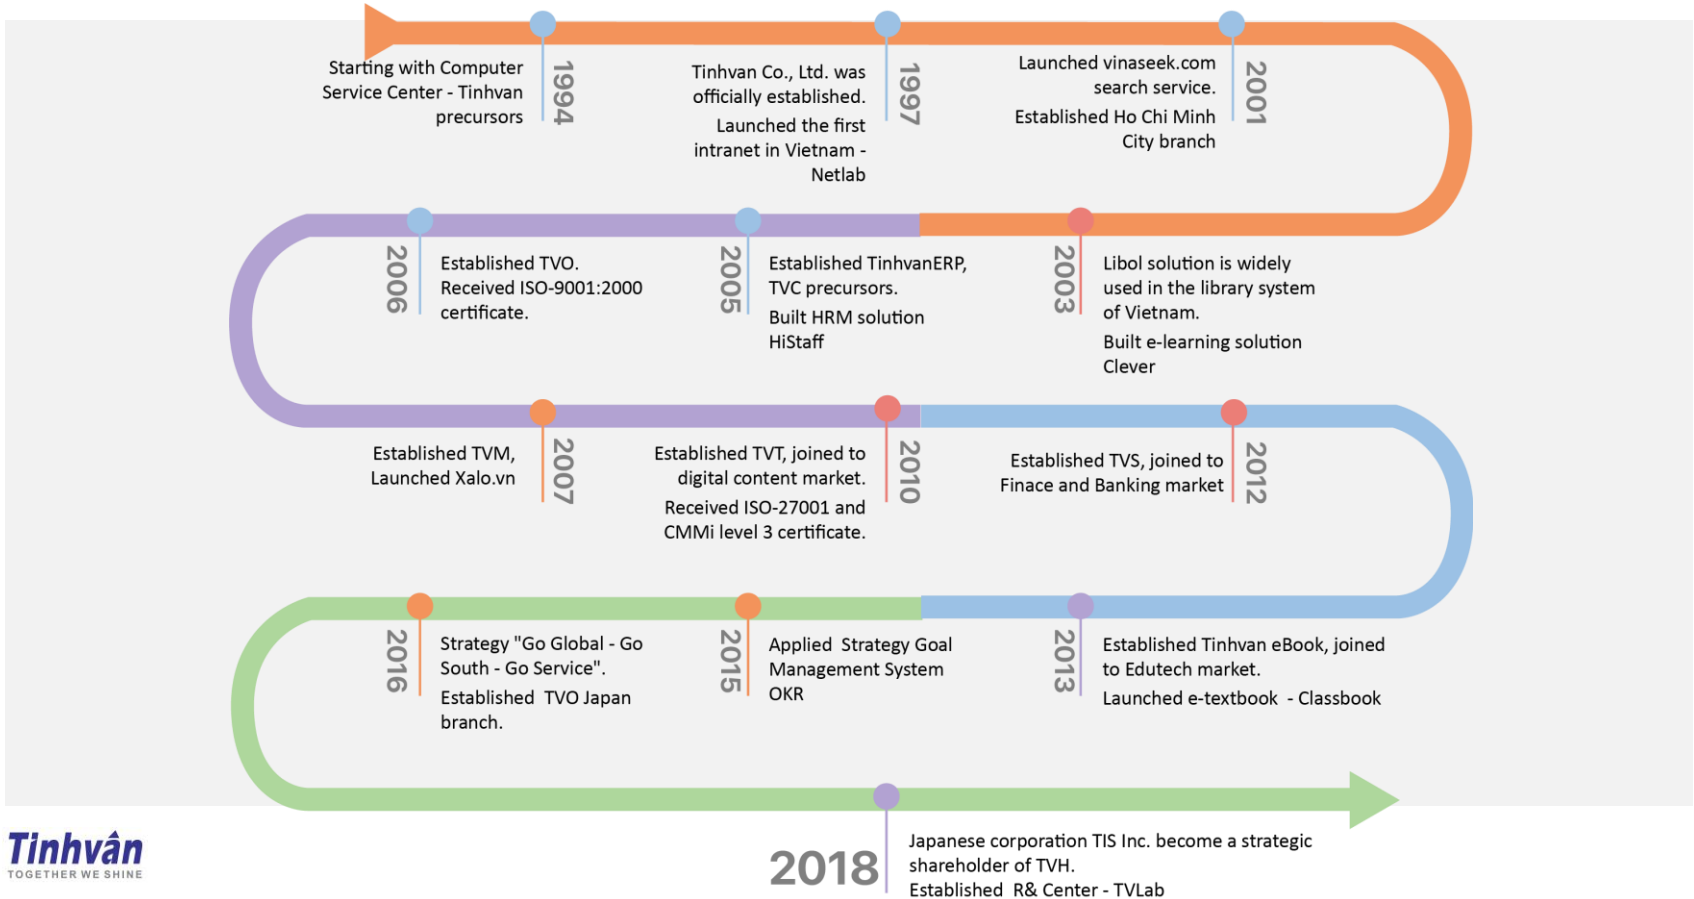 Starting with Computer
Service Center - Tinhvan
precursors
1994
Tinhvan Co., Ltd. was
officially established.
Launched the first
intranet in Vietnam -
Netlab
1997
Launched vinaseek.com
search service.
Established Ho Chi Minh
City branch
2001
2003
Libol solution is widely
used in the library system
of Vietnam.
Built e-learning solution
Clever
2005
Established TinhvanERP,
TVC precursors.
Built HRM solution
HiStaff
2006
Established TVO.
Received ISO-9001:2000
certificate.
Established TVM,
Launched Xalo.vn
2007
Established TVT, joined to
digital content market.
Received ISO-27001 and
CMMi level 3 certificate.
2010
Established TVS, joined to
Finace and Banking market
2012
2013
Established Tinhvan eBook, joined
to Edutech market.
Launched e-textbook - Classbook
2015
Applied Strategy Goal
Management System
OKR
2016
Strategy "Go Global - Go
South - Go Service".
Established TVO Japan
branch.
2018
Japanese corporation TIS Inc. become a strategic
shareholder of TVH.
Established R& Center - TVLab
Tinhvân
TOGETHER WE SHINE